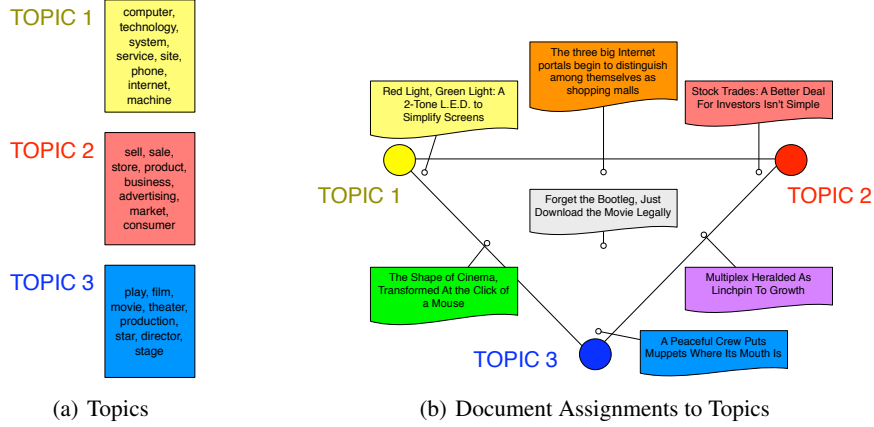 TOPIC 1
computer,
technology,
system,
service, site,
phone,
internet,
machine
TOPIC 2
sell, sale,
store, product,
business,
advertising,
market,
consumer
TOPIC 3
play, film,
movie, theater,
production,
star, director,
stage
(a) Topics
Red Light, Green Light: A
2-Tone L.E.D. to
Simplify Screens
The three big Internet
portals begin to distinguish
among themselves as
shopping malls
Stock Trades: A Better Deal
For Investors Isn't Simple
TOPIC 1
TOPIC 2
Forget the Bootleg, Just
Download the Movie Legally
The Shape of Cinema,
Transformed At the Click of
a Mouse
Multiplex Heralded As
Linchpin To Growth
TOPIC 3
A Peaceful Crew Puts
Muppets Where Its Mouth Is
(b) Document Assignments to Topics